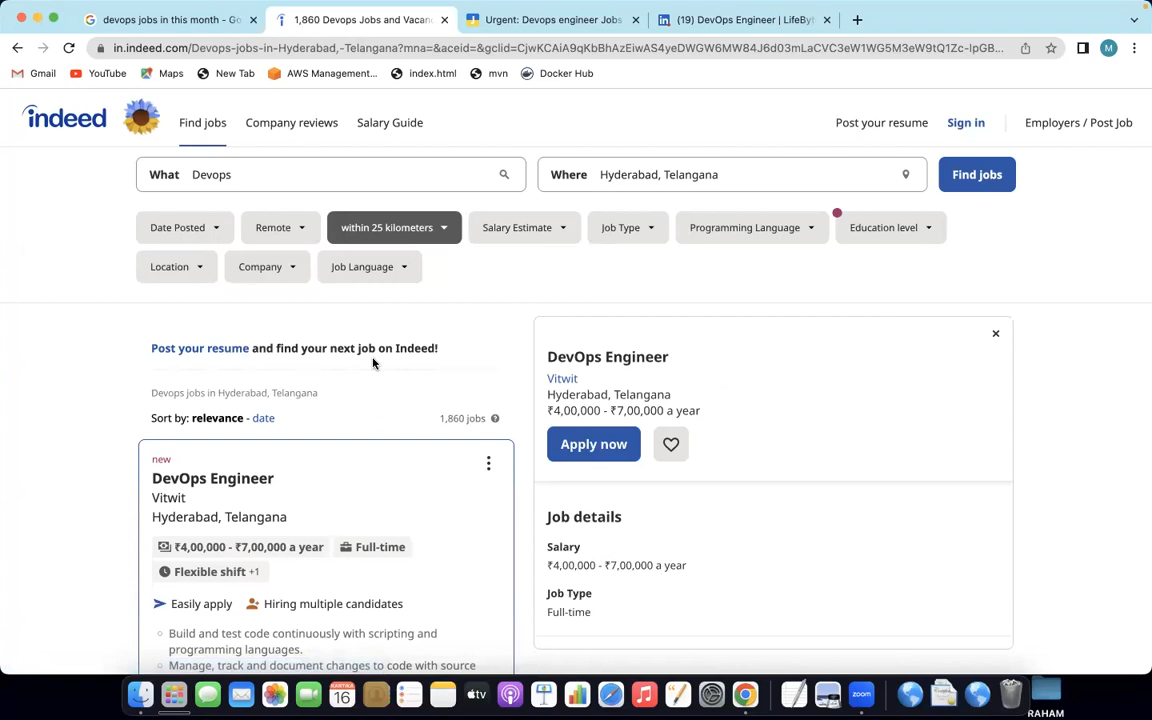 devops jobs in this month - Go
1,860 Devops Jobs and Vacanc
Urgent: Devops engineer Jobs
(19) DevOps Engineer | LifeByt
in.indeed.com/Devops-jobs-in-Hyderabad,-Telangana?mna=&aceid=&gclid=CjwKCAiA9qKbBhAzEiwAS4yeDWGW6MW84J6d03mLaCVC3eW1WG5M3eW9tQ1Zc-IpGB...
M
Gmail
YouTube
Maps
New Tab
AWS Management...
index.html
mvn
Docker Hub
indeed
Find jobs
Company reviews
Salary Guide
Post your resume
Sign in
Employers / Post Job
What Devops
Where Hyderabad, Telangana
Find jobs
Date Posted
Remote
within 25 kilometers
Salary Estimate
Job Type
Programming Language
Education level
Location
Company
Job Language
Post your resume and find your next job on Indeed!
Devops jobs in Hyderabad, Telangana
Sort by: relevance - date
1,860 jobs
new
DevOps Engineer
Vitwit
Hyderabad, Telangana
₹4,00,000 - ₹7,00,000 a year
Full-time
Flexible shift +1
Easily apply
Hiring multiple candidates
Build and test code continuously with scripting and
programming languages.
Manage, track and document changes to code with source
DevOps Engineer
Vitwit
Hyderabad, Telangana
₹4,00,000 - ₹7,00,000 a year
Apply now
Job details
Salary
₹4,00,000 - ₹7,00,000 a year
Job Type
Full-time
16
tv
zoom
RAHAM